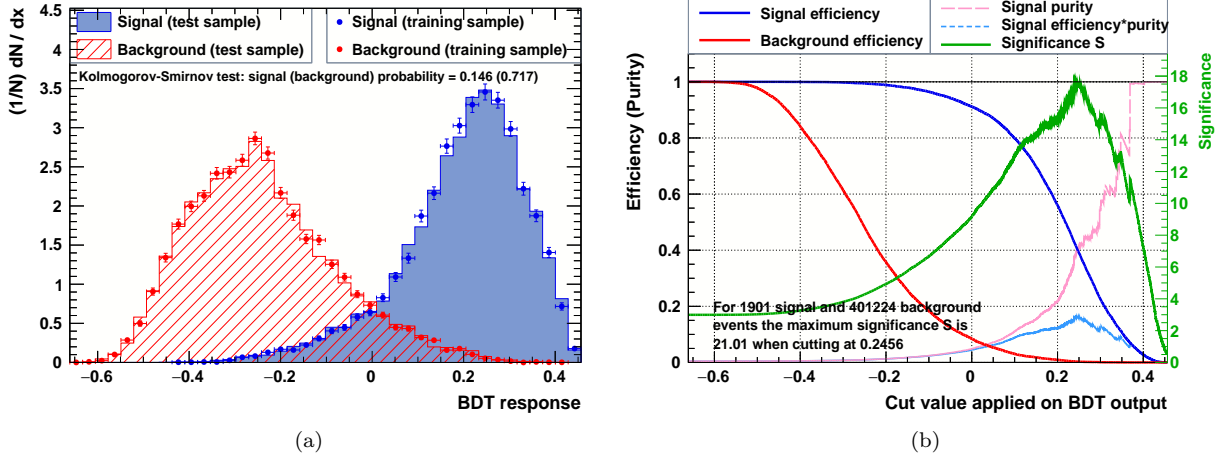 (1/N) dN / dx
4.5
4
3.5
3
2.5
2
1.5
1
0.5
0
Signal (test sample)
Background (test sample)
Signal (training sample)
Background (training sample)
Kolmogorov-Smirnov test: signal (background) probability = 0.146 (0.717)
−0.6 −0.4 −0.2 0 0.2 0.4
BDT response
(a)
Signal efficiency
Background efficiency
Signal purity
Signal efficiency*purity
Significance S
Efficiency (Purity)
1
0.8
0.6
0.4
0.2
0
Significance
18
16
14
12
10
8
6
4
2
0
For 1901 signal and 401224 background
events the maximum significance S is
21.01 when cutting at 0.2456
−0.6 −0.4 −0.2 0 0.2 0.4
Cut value applied on BDT output
(b)